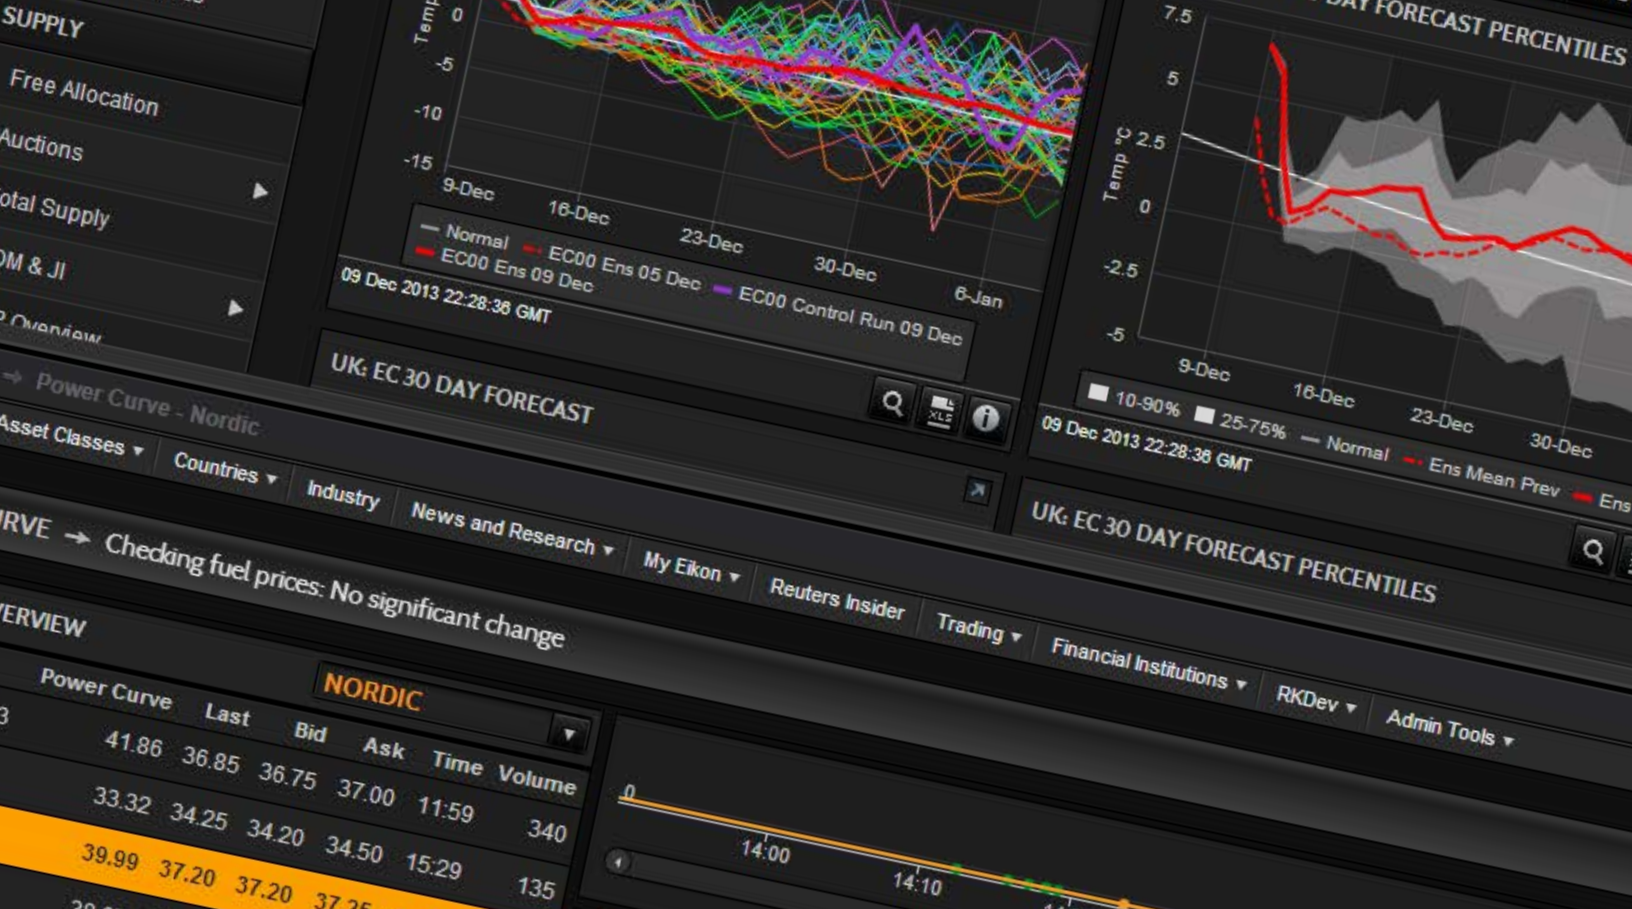 SUPPLY
Free Allocation
Auctions
Supply
& JI
Overview
Temp
0
-5
-10
-15
9-Dec
16-Dec
23-Dec
30-Dec
6-Jan
Normal
EC00 Ens 05 Dec
EC00 Control Run 09 Dec
EC00 Ens 09 Dec
09 Dec 2013 22:28:36 GMT
UK: EC 30 DAY FORECAST
XLS
DAY FORECAST PERCENTILES
7.5
5
2.5
0
-2.5
-5
Temp °C
9-Dec
16-Dec
23-Dec
30-Dec
10-90%
25-75%
Normal
Ens Mean Prev
Ens
09 Dec 2013 22:28:36 GMT
UK: EC 30 DAY FORECAST PERCENTILES
→ Power Curve - Nordic
Asset Classes
Countries
Industry
News and Research
My Eikon
Reuters Insider
Trading
Financial Institutions
RKDev
Admin Tools
→ Checking fuel prices: No significant change
NORDIC
Power Curve Last Bid Ask Time Volume
3 41.86 36.85 36.75 37.00 11:59 340
33.32 34.25 34.20 34.50 15:29 135
39.99 37.20 37.20 37.25
0
14:00
14:10